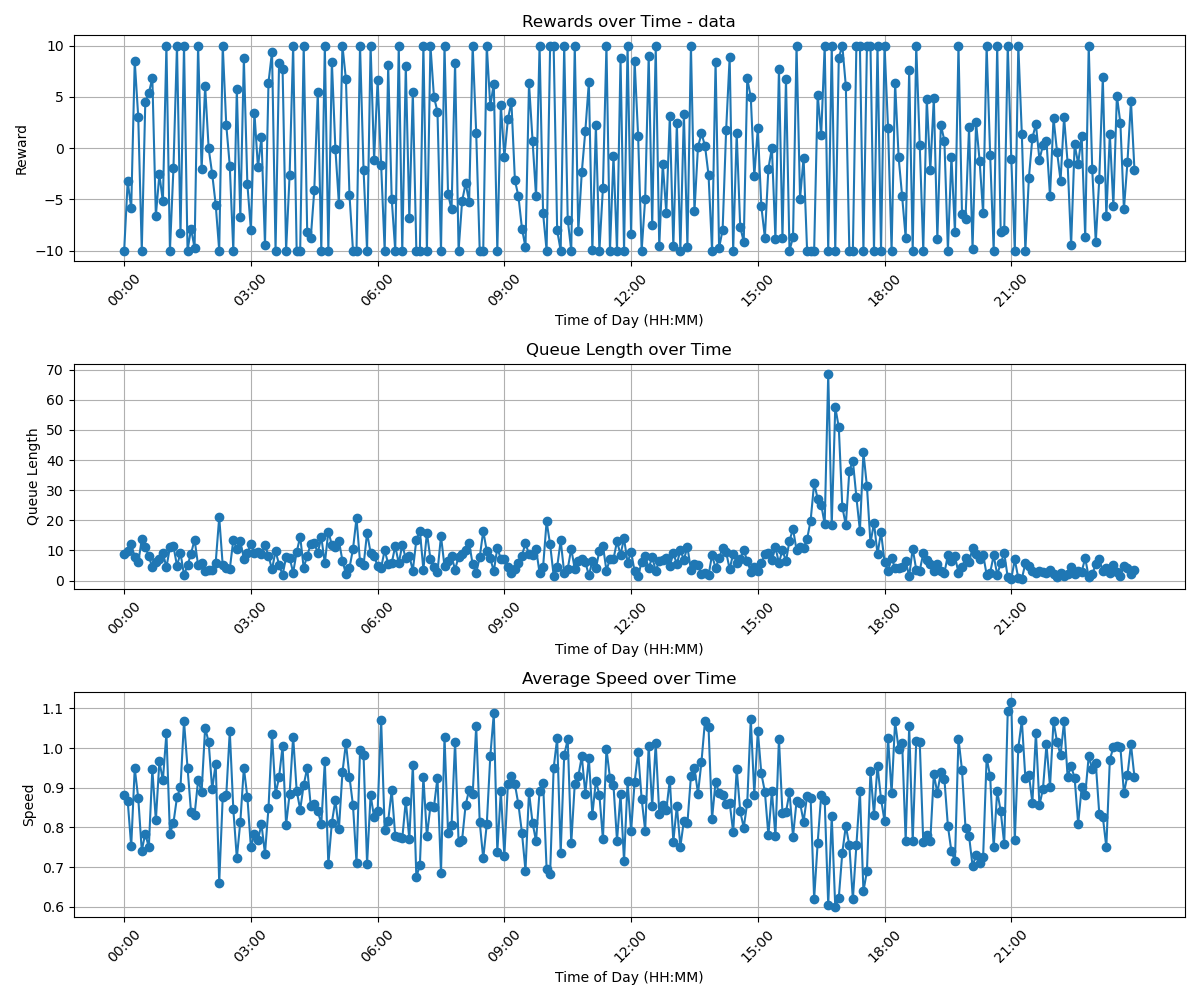 Rewards over Time - data
10
5
0
−5
−10
Reward
00:00 03:00 06:00 09:00 12:00 15:00 18:00 21:00
Time of Day (HH:MM)
Queue Length over Time
70
60
50
40
30
20
10
0
Queue Length
00:00 03:00 06:00 09:00 12:00 15:00 18:00 21:00
Time of Day (HH:MM)
Average Speed over Time
1.1
1.0
0.9
0.8
0.7
0.6
Speed
00:00 03:00 06:00 09:00 12:00 15:00 18:00 21:00
Time of Day (HH:MM)